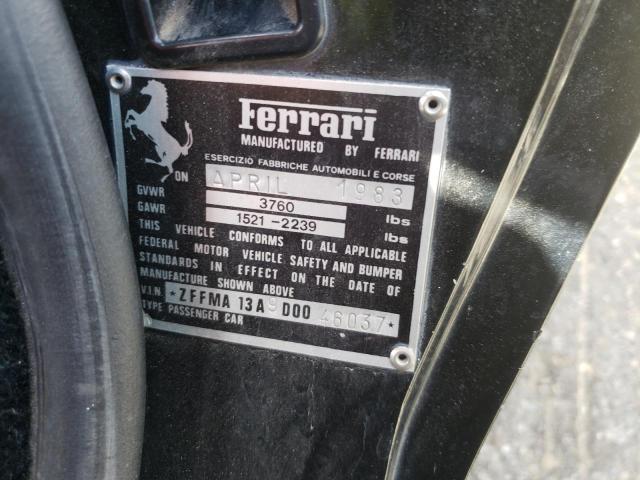 Ferrari
MANUFACTURED BY FERRARI
ESERCIZIO FABBRICHE AUTOMOBILI E CORSE
ON APRIL 1983
GVWR 3760 lbs
GAWR 1521-2239 lbs
THIS VEHICLE CONFORMS TO ALL APPLICABLE
FEDERAL MOTOR VEHICLE SAFETY AND BUMPER
STANDARDS IN EFFECT ON THE DATE OF
MANUFACTURE SHOWN ABOVE
V.I.N. *ZFFMA 13A9D00 46037*
TYPE PASSENGER CAR